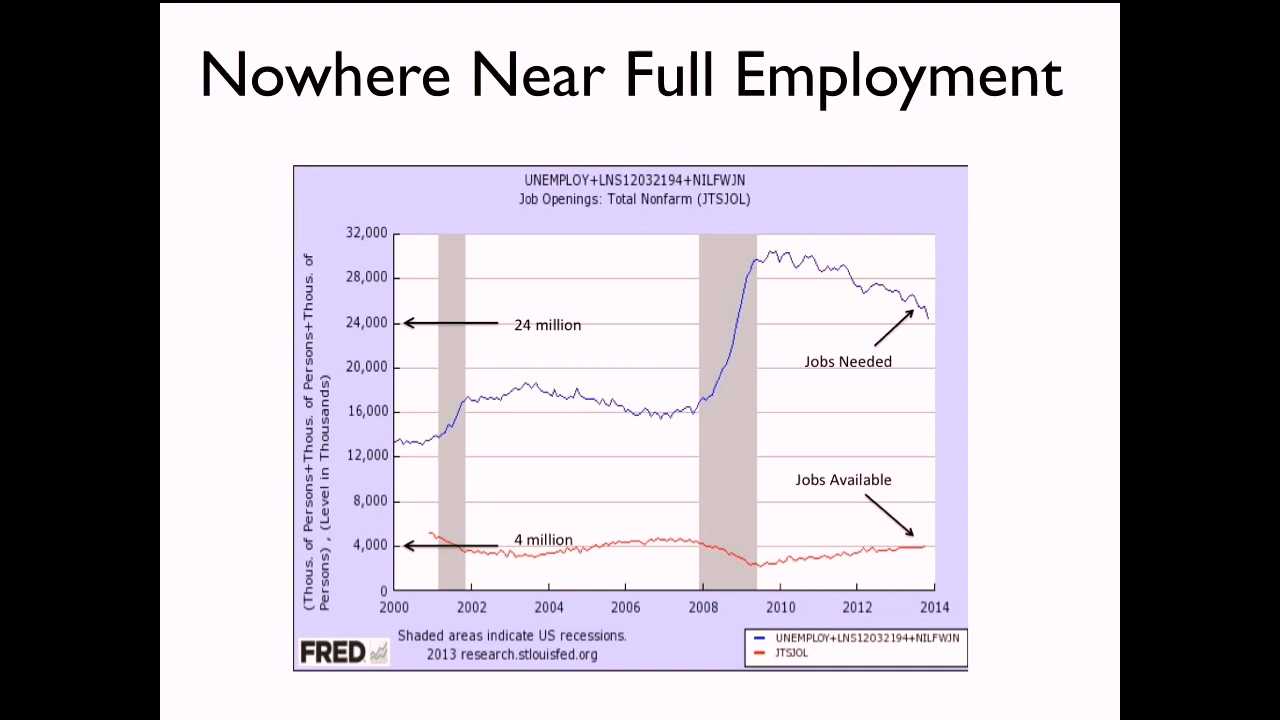 Nowhere Near Full Employment
UNEMPLOY+LNS12032194+NILFWJN
Job Openings: Total Nonfarm (JTSJOL)
(Thous. of Persons+Thous. of Persons+Thous. of
Persons) , (Level in Thousands)
32,000
28,000
24,000
20,000
16,000
12,000
8,000
4,000
0
24 million
Jobs Needed
Jobs Available
4 million
2000 2002 2004 2006 2008 2010 2012 2014
Shaded areas indicate US recessions.
2013 research.stlouisfed.org
FRED
UNEMPLOY+LNS12032194+NILFWJN
JTSJOL